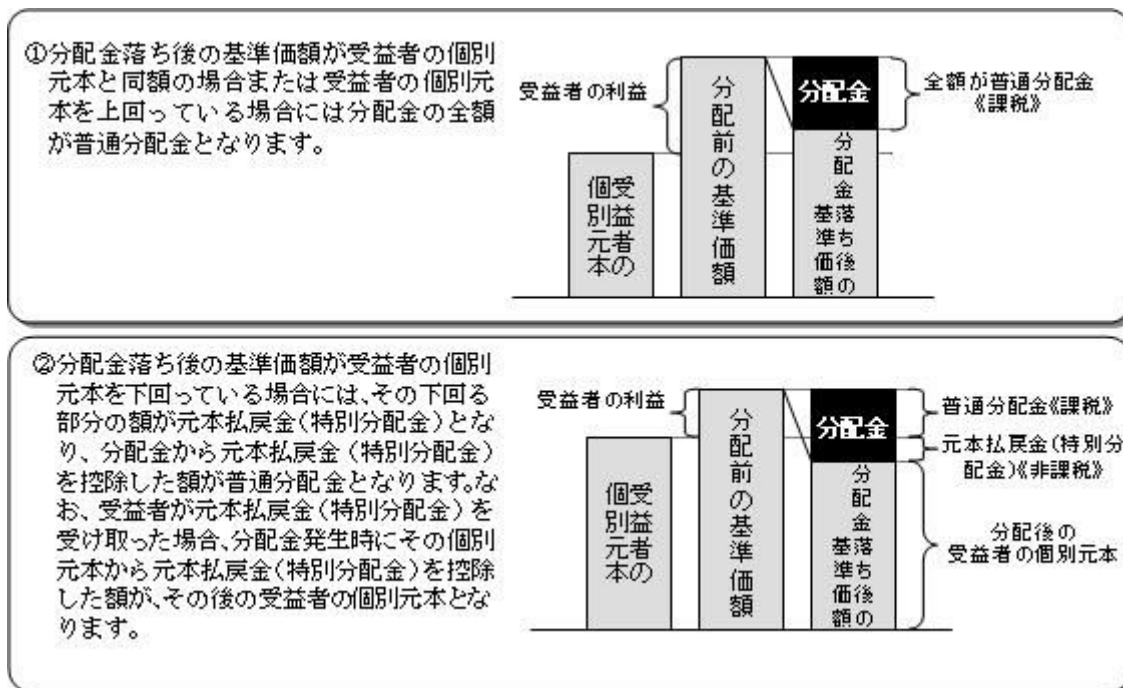 ①分配金落ち後の基準価額が受益者の個別
元本と同額の場合または受益者の個別元
本を上回っている場合には分配金の全額
が普通分配金となります。
受益者の利益
受益者の
個別元本
分配前の基準価額
分配金
分配金落ち後の
基準価額
全額が普通分配金
《課税》
②分配金落ち後の基準価額が受益者の個別
元本を下回っている場合には、その下回る
部分の額が元本払戻金(特別分配金)とな
り、分配金から元本払戻金(特別分配金)
を控除した額が普通分配金となります。な
お、受益者が元本払戻金(特別分配金)を
受け取った場合、分配金発生時にその個別
元本から元本払戻金(特別分配金)を控除
した額が、その後の受益者の個別元本とな
ります。
受益者の利益
受益者の
個別元本
分配前の基準価額
分配金
分配金落ち後の
基準価額
普通分配金《課税》
元本払戻金(特別分
配金)《非課税》
分配後の
受益者の個別元本